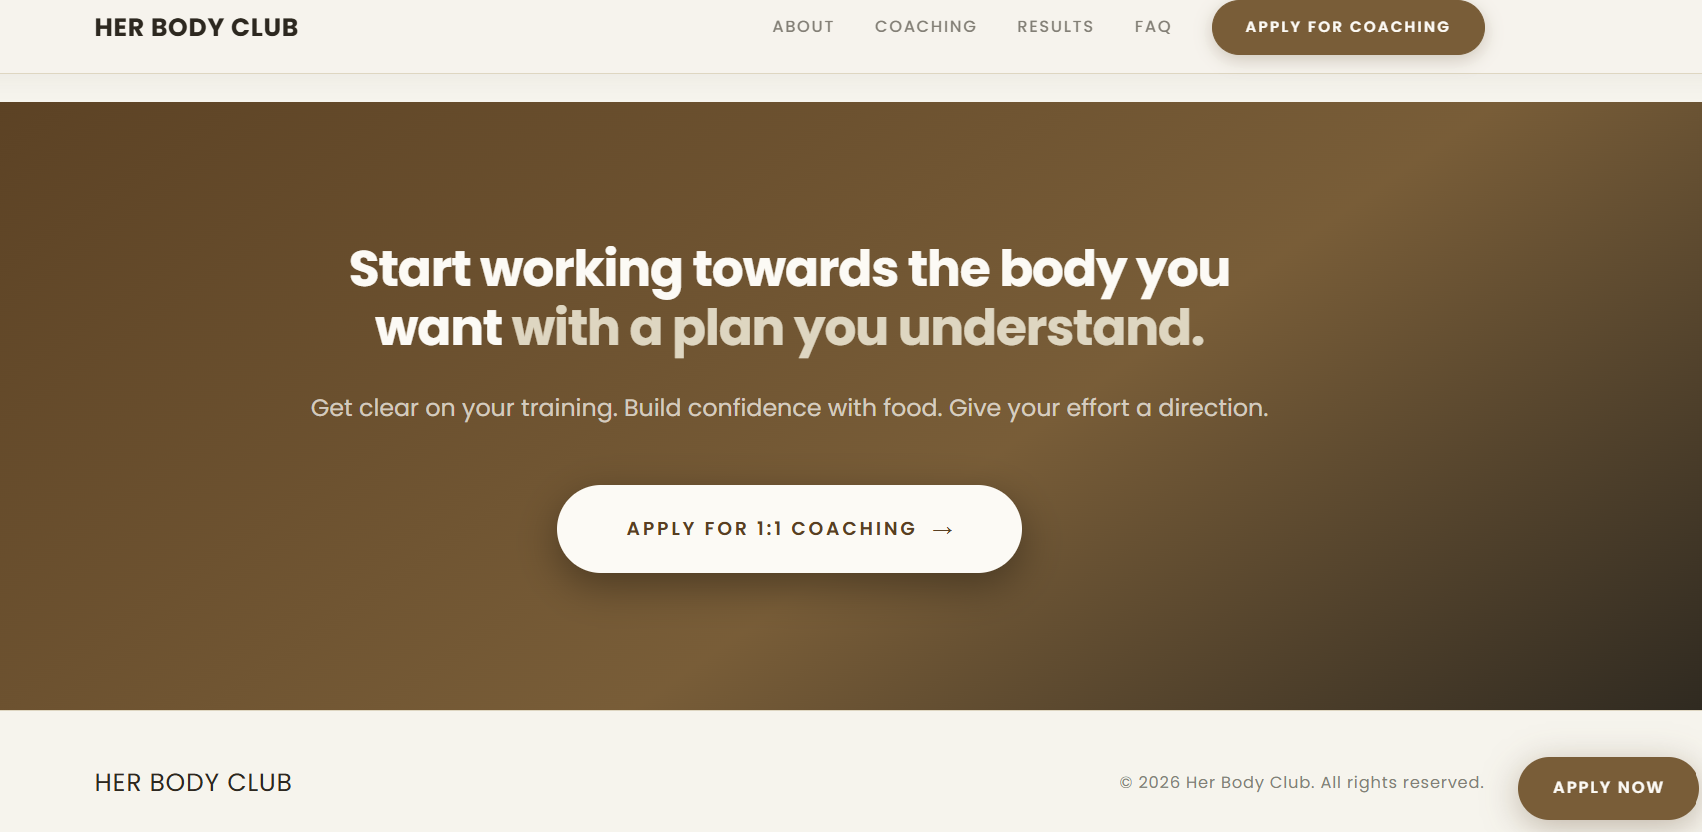 HER BODY CLUB
ABOUT
COACHING
RESULTS
FAQ
APPLY FOR COACHING
Start working towards the body you
want with a plan you understand.
Get clear on your training. Build confidence with food. Give your effort a direction.
APPLY FOR 1:1 COACHING →
HER BODY CLUB
© 2026 Her Body Club. All rights reserved.
APPLY NOW